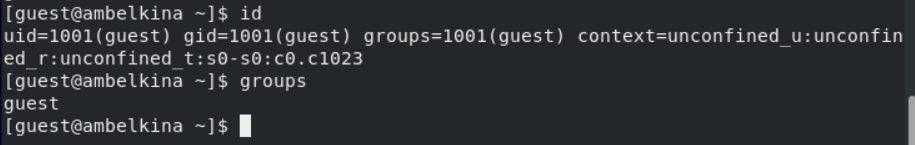 [guest@ambelkina ~]$ id
uid=1001(guest) gid=1001(guest) groups=1001(guest) context=unconfined_u:unconfin
ed_r:unconfined_t:s0-s0:c0.c1023
[guest@ambelkina ~]$ groups
guest
[guest@ambelkina ~]$